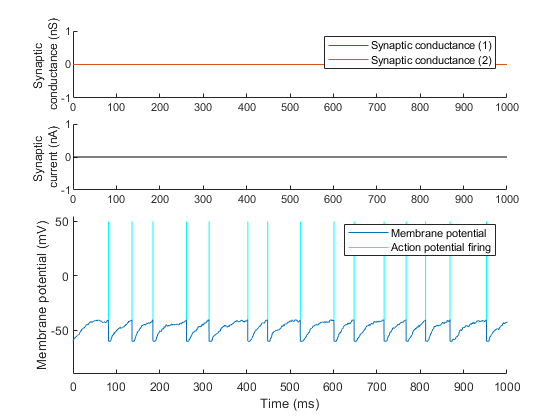 Synaptic
conductance (nS)
1
0
-1
Synaptic conductance (1)
Synaptic conductance (2)
0 100 200 300 400 500 600 700 800 900 1000
Synaptic
current (nA)
1
0
-1
0 100 200 300 400 500 600 700 800 900 1000
Membrane potential (mV)
50
0
-50
Membrane potential
Action potential firing
0 100 200 300 400 500 600 700 800 900 1000
Time (ms)